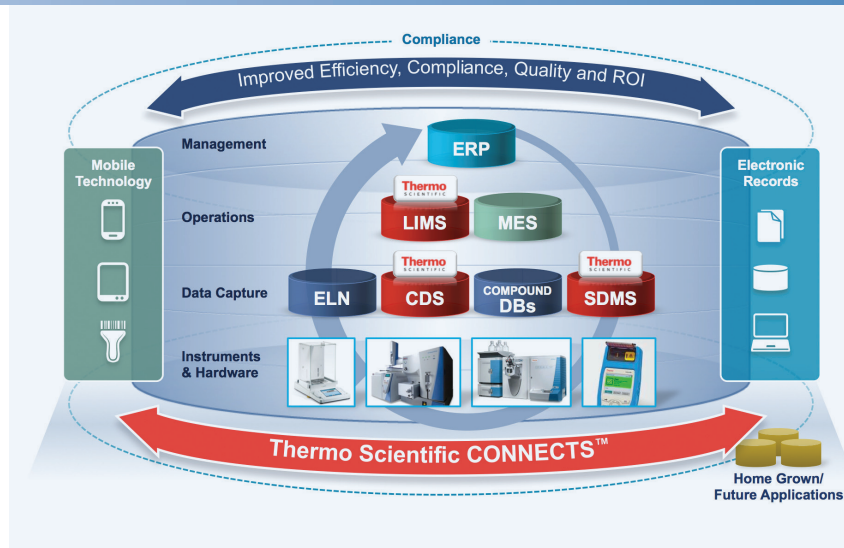 Compliance
Improved Efficiency, Compliance, Quality and ROI
Mobile
Technology
Electronic
Records
Management
ERP
Thermo
SCIENTIFIC
Operations
LIMS
MES
Thermo
SCIENTIFIC
Thermo
SCIENTIFIC
Data Capture
ELN
CDS
COMPOUND
DBs
SDMS
Instruments
& Hardware
Thermo Scientific CONNECTS™
Home Grown/
Future Applications